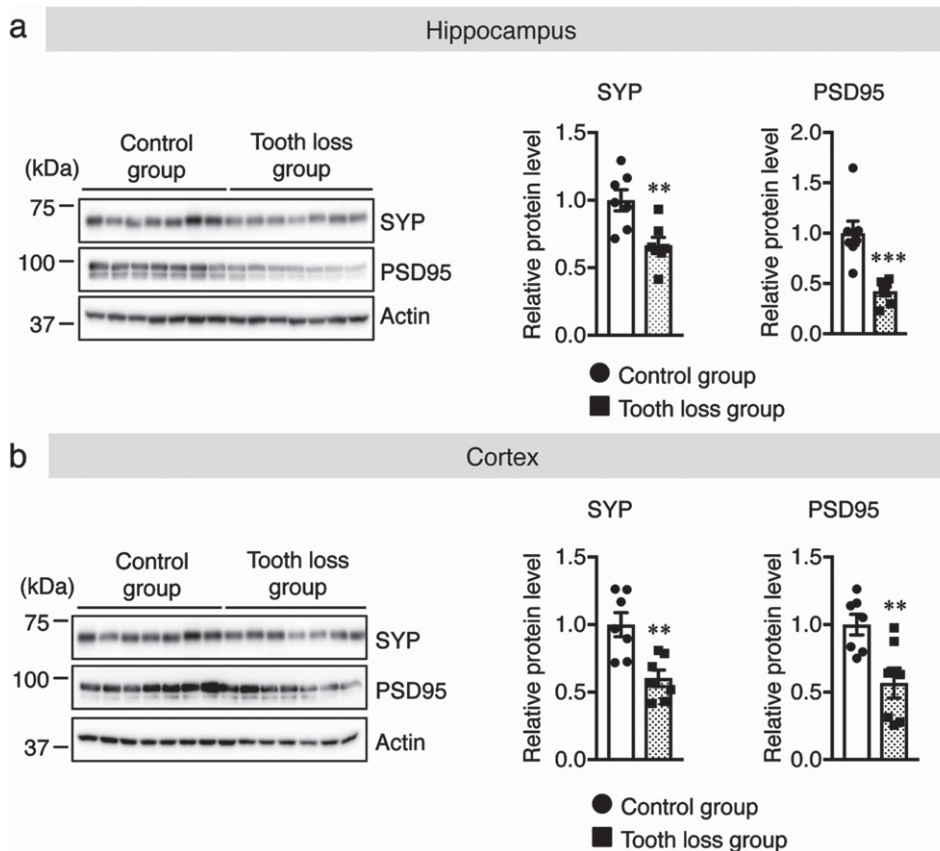 a
Hippocampus
(kDa)
Control
group
Tooth loss
group
75
SYP
100
PSD95
37
Actin
SYP
Relative protein level
1.5
1.0
0.5
0.0
**
PSD95
Relative protein level
2.0
1.5
1.0
0.5
0.0
***
Control group
Tooth loss group
b
Cortex
(kDa)
Control
group
Tooth loss
group
75
SYP
100
PSD95
37
Actin
SYP
Relative protein level
1.5
1.0
0.5
0.0
**
PSD95
Relative protein level
1.5
1.0
0.5
0.0
**
Control group
Tooth loss group